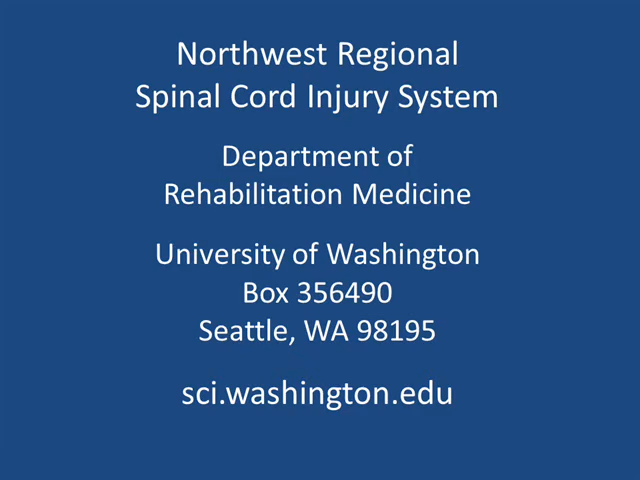 Northwest Regional
Spinal Cord Injury System
Department of
Rehabilitation Medicine
University of Washington
Box 356490
Seattle, WA 98195
sci.washington.edu